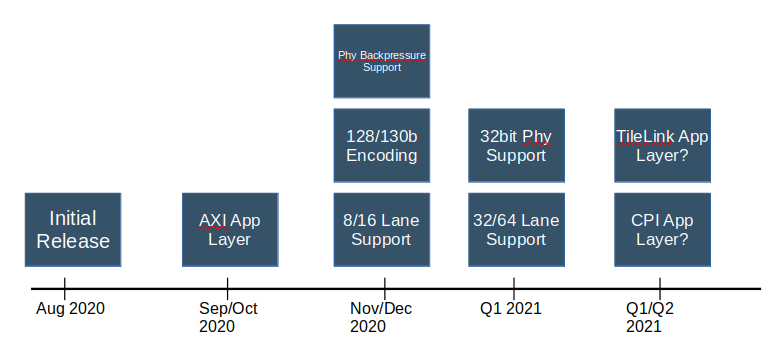 Phy Backpressure
Support
128/130b
Encoding
32bit Phy
Support
TileLink App
Layer?
Initial
Release
AXI App
Layer
8/16 Lane
Support
32/64 Lane
Support
CPI App
Layer?
Aug 2020
Sep/Oct
2020
Nov/Dec
2020
Q1 2021
Q1/Q2
2021